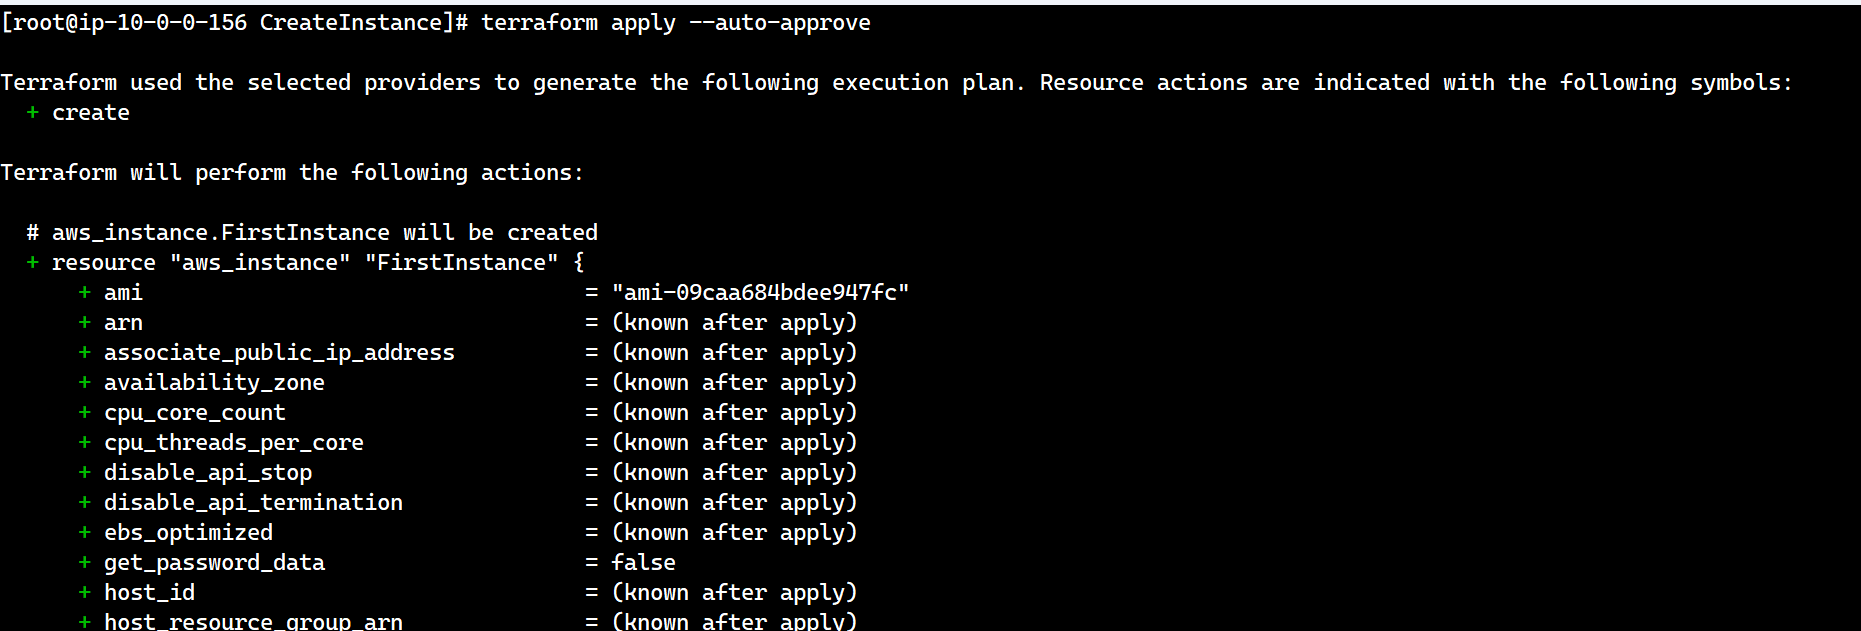 [root@ip-10-0-0-156 CreateInstance]# terraform apply --auto-approve
Terraform used the selected providers to generate the following execution plan. Resource actions are indicated with the following symbols:
+ create
Terraform will perform the following actions:
# aws_instance.FirstInstance will be created
+ resource "aws_instance" "FirstInstance" {
+ ami = "ami-09caa684bdee947fc"
+ arn = (known after apply)
+ associate_public_ip_address = (known after apply)
+ availability_zone = (known after apply)
+ cpu_core_count = (known after apply)
+ cpu_threads_per_core = (known after apply)
+ disable_api_stop = (known after apply)
+ disable_api_termination = (known after apply)
+ ebs_optimized = (known after apply)
+ get_password_data = false
+ host_id = (known after apply)
+ host_resource_group_arn = (known after apply)